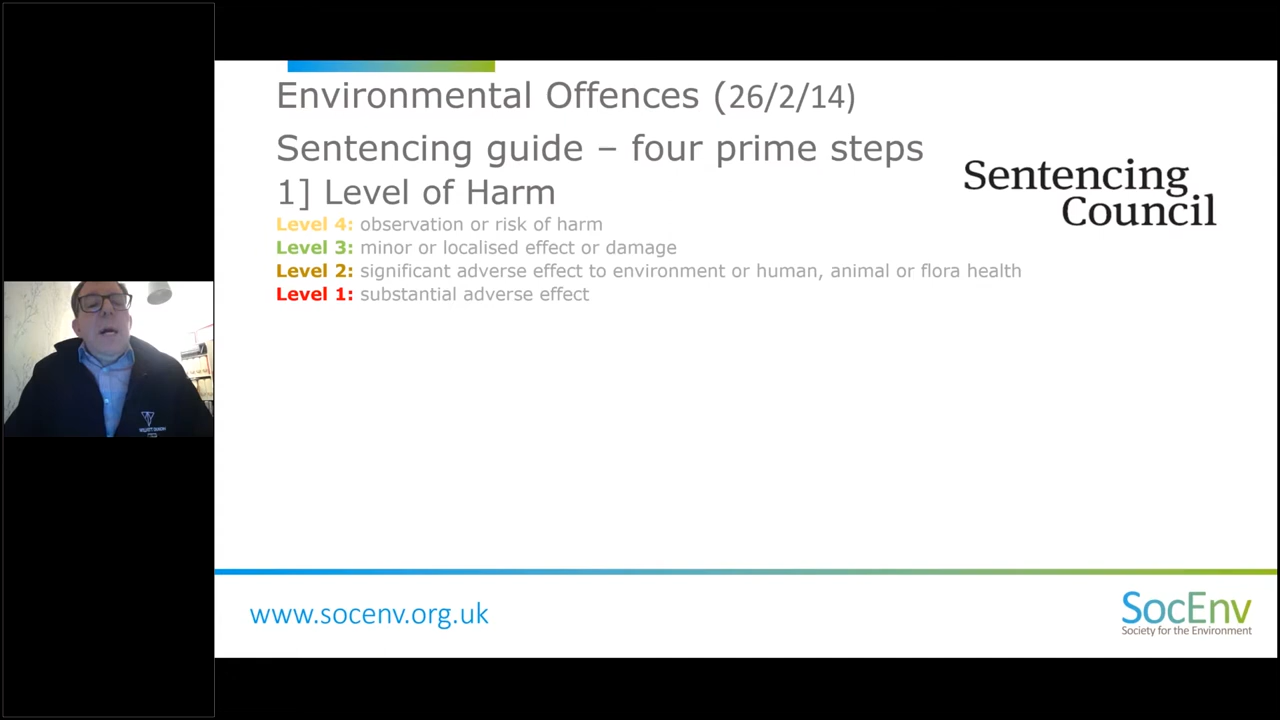 Environmental Offences (26/2/14)
Sentencing guide – four prime steps
1] Level of Harm
Level 4: observation or risk of harm
Level 3: minor or localised effect or damage
Level 2: significant adverse effect to environment or human, animal or flora health
Level 1: substantial adverse effect
Sentencing
Council
www.socenv.org.uk
SocEnv
Society for the Environment